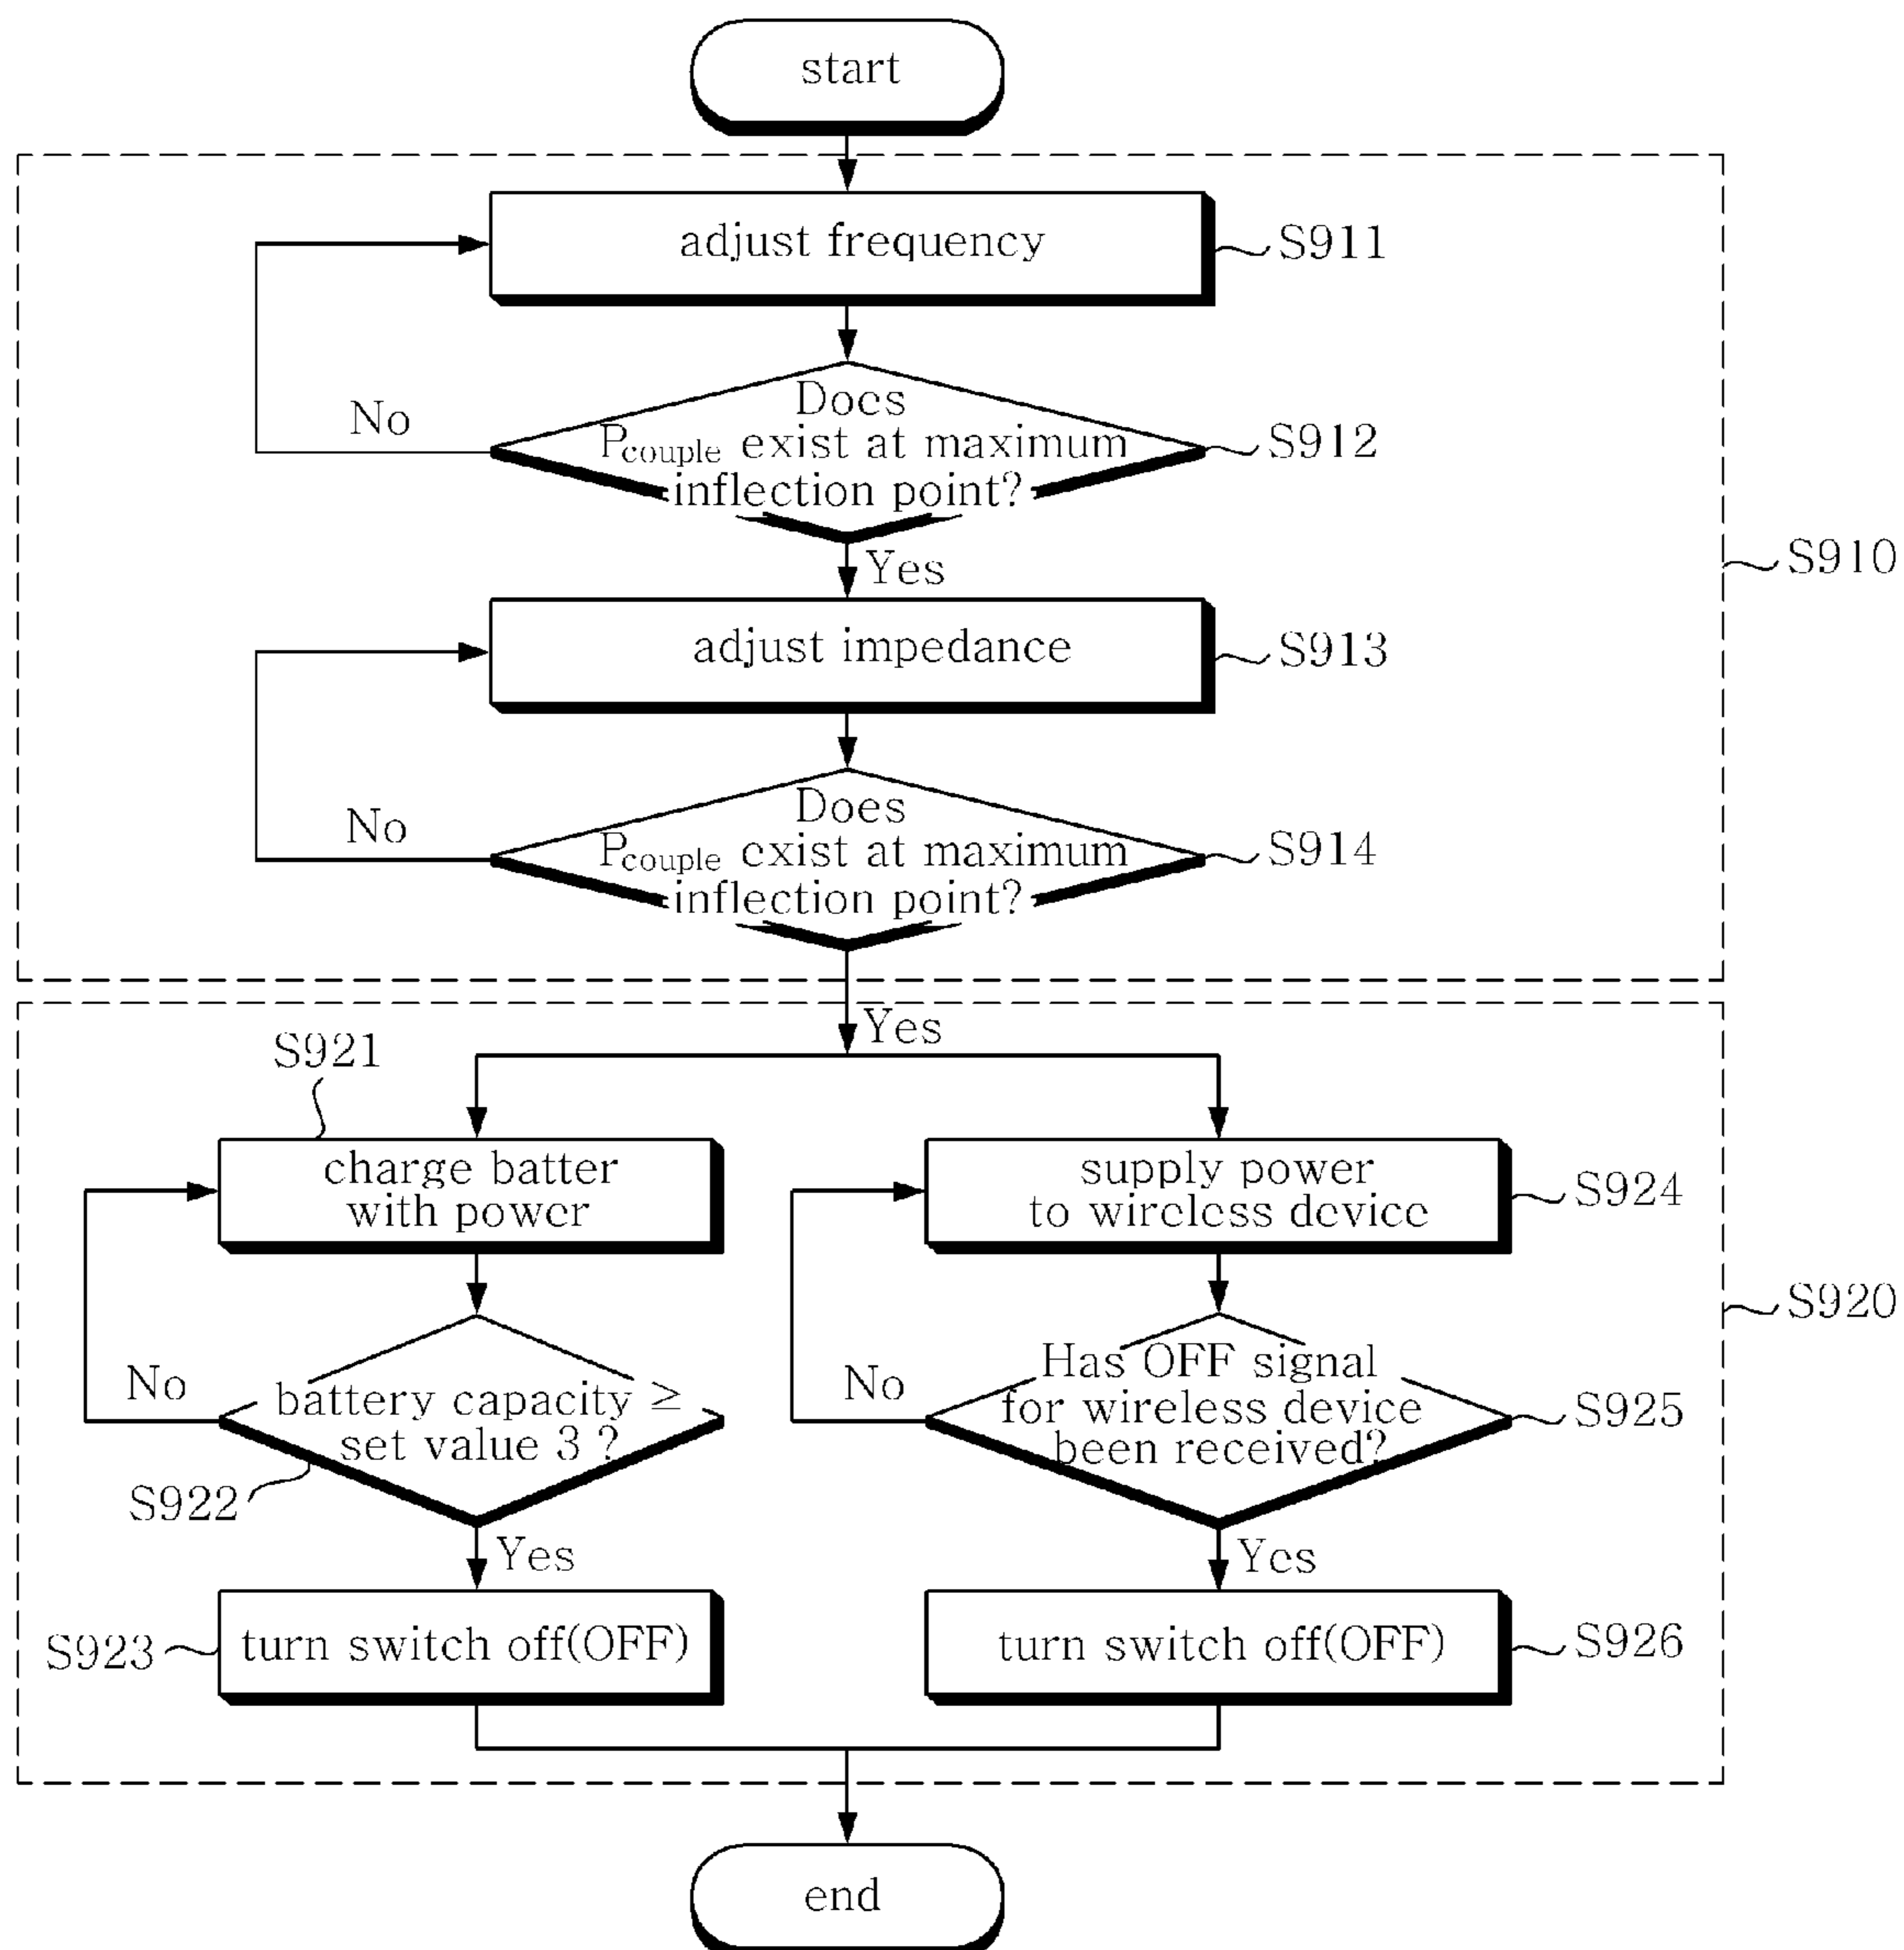 start
adjust frequency
S911
Does
Pcouple exist at maximum
inflection point?
S912
No
Yes
S910
adjust impedance
S913
Does
Pcouple exist at maximum
inflection point?
S914
No
Yes
S921
charge batter
with power
supply power
to wireless device
S924
S920
No
battery capacity ≥
set value 3 ?
S922
No
Has OFF signal
for wireless device
been received?
S925
Yes
Yes
S923
turn switch off(OFF)
turn switch off(OFF)
S926
end